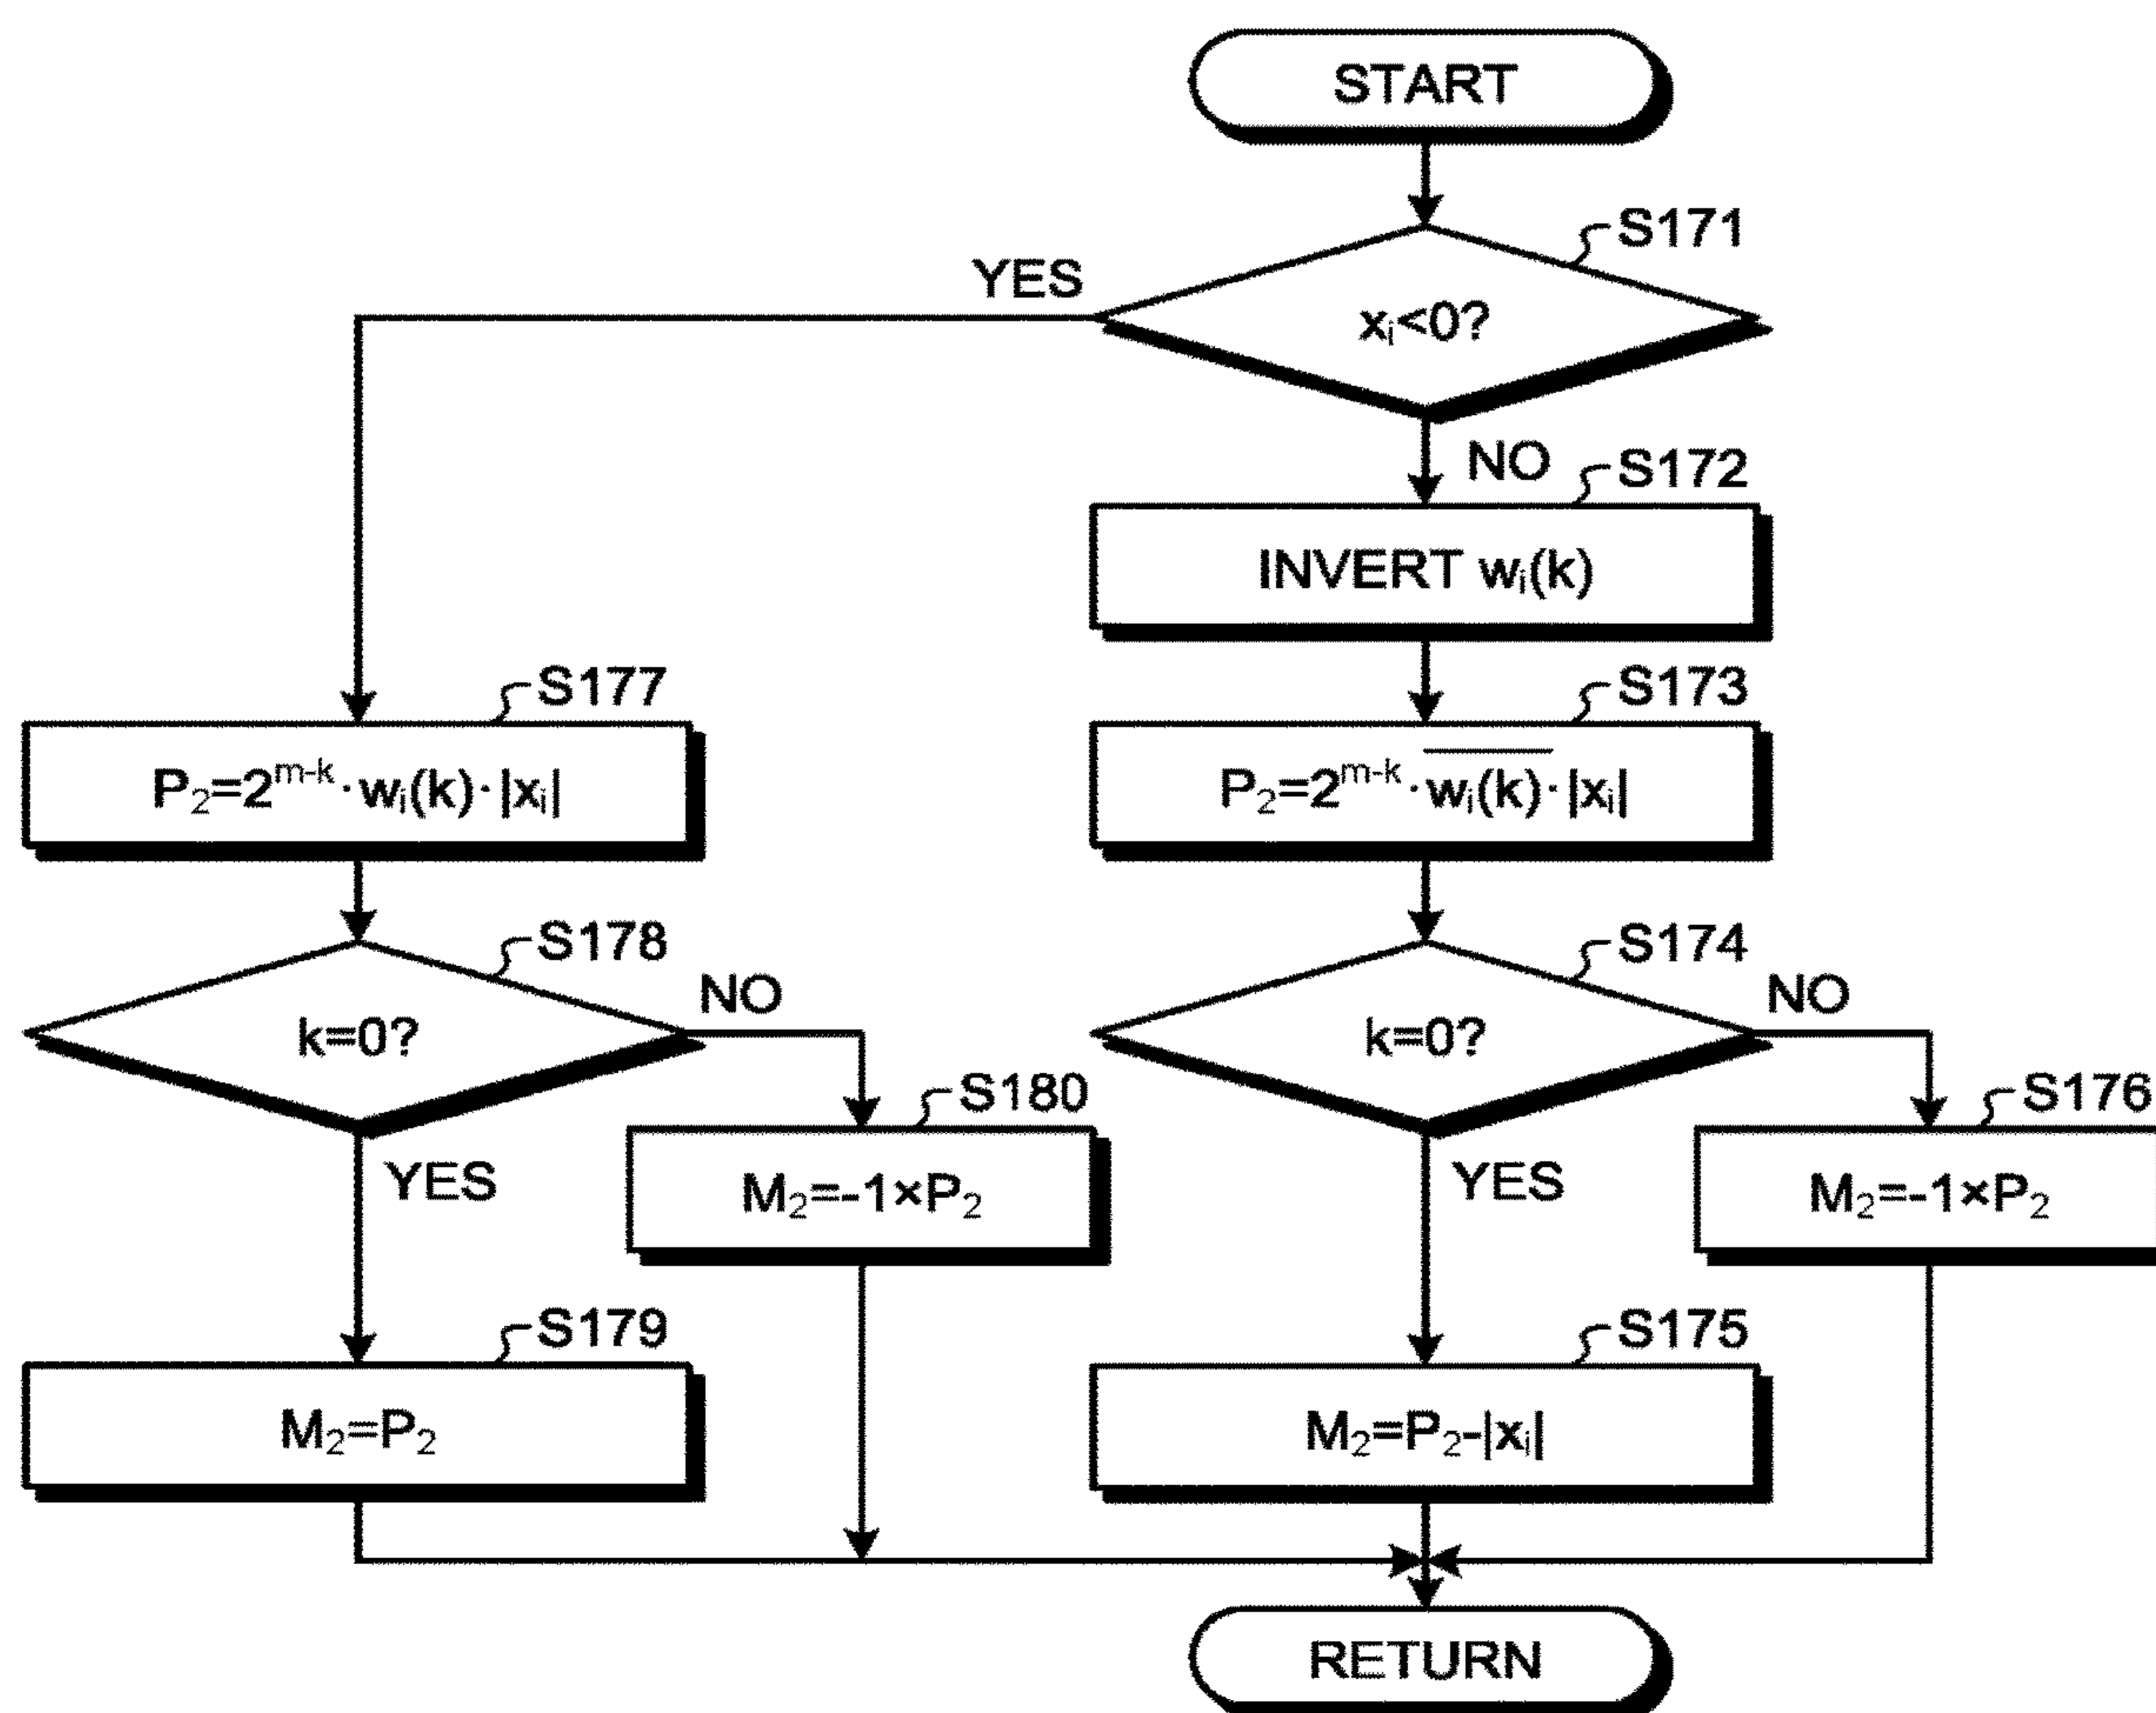 START
S171
YES
xᵢ<0?
NO
S172
INVERT wᵢ(k)
S177
S173
P₂=2ᵐ⁻ᵏ·wᵢ(k)·|xᵢ|
P₂=2ᵐ⁻ᵏ·w̅ᵢ̅(̅k̅)̅·|xᵢ|
S178
S174
NO
NO
k=0?
k=0?
S180
S176
YES
M₂=-1×P₂
YES
M₂=-1×P₂
S179
S175
M₂=P₂
M₂=P₂-|xᵢ|
RETURN